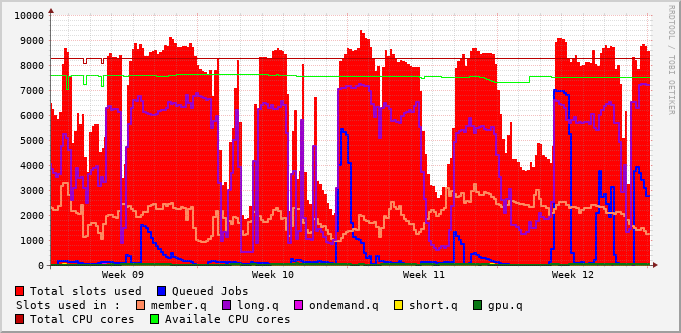 10000
9000
8000
7000
6000
5000
4000
3000
2000
1000
0
Week 09 Week 10 Week 11 Week 12
RRDTOOL / TOBI OETIKER
Total slots used Queued Jobs
Slots used in : member.q long.q ondemand.q short.q gpu.q
Total CPU cores Availale CPU cores